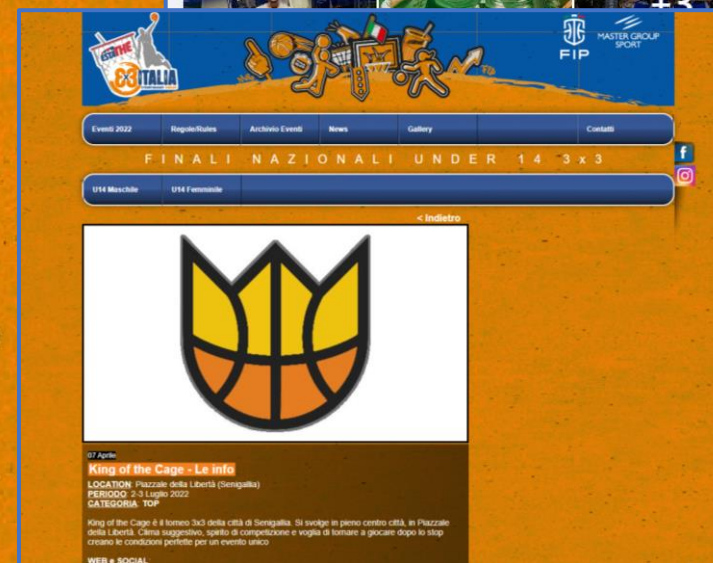 +3
ESTATHÉ
3X3 ITALIA
FIP
MASTER GROUP
SPORT
Eventi 2022 Regole/Rules Archivio Eventi News Gallery Contatti
FINALI NAZIONALI UNDER 14 3x3
U14 Maschile U14 Femminile
< Indietro
07 Aprile
King of the Cage - Le info
LOCATION: Piazzale della Libertà (Senigallia)
PERIODO: 2-3 Luglio 2022
CATEGORIA: TOP
King of the Cage è il torneo 3x3 della città di Senigallia. Si svolge in pieno centro città, in Piazzale
della Libertà. Clima suggestivo, spirito di competizione e voglia di tornare a giocare dopo lo stop
creano le condizioni perfette per un evento unico
WEB e SOCIAL